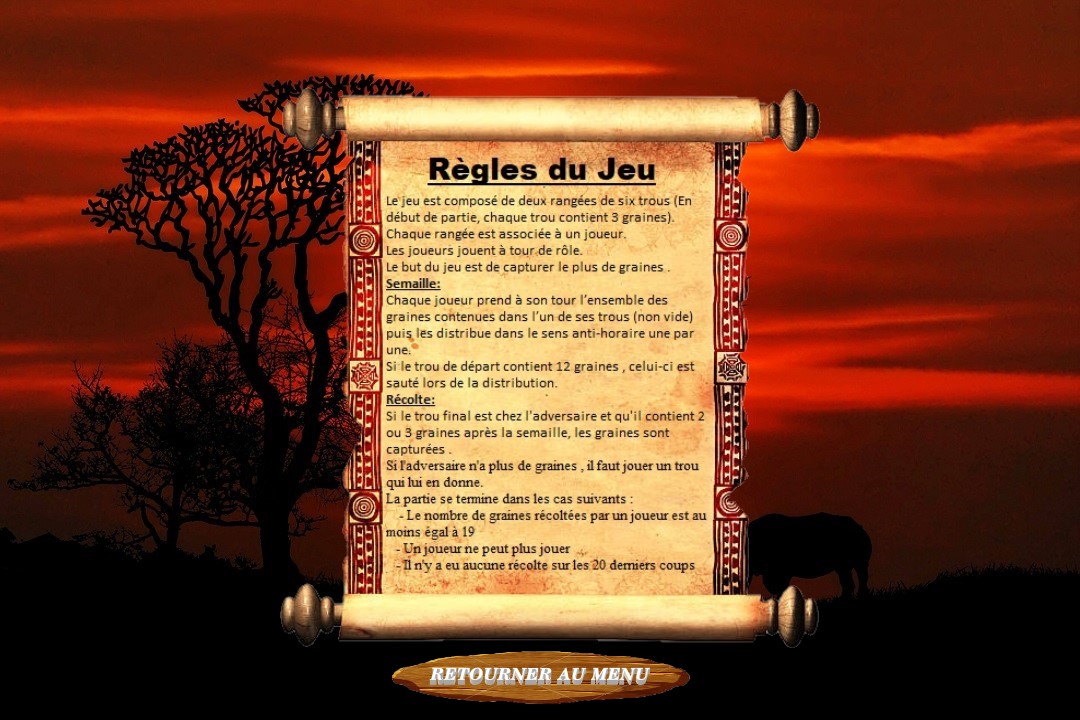 Règles du Jeu
Le jeu est composé de deux rangées de six trous (En
début de partie, chaque trou contient 3 graines).
Chaque rangée est associée à un joueur.
Les joueurs jouent à tour de rôle.
Le but du jeu est de capturer le plus de graines .
Semaille:
Chaque joueur prend à son tour l'ensemble des
graines contenues dans l'un de ses trous (non vide)
puis les distribue dans le sens anti-horaire une par
une.
Si le trou de départ contient 12 graines , celui-ci est
sauté lors de la distribution.
Récolte:
Si le trou final est chez l'adversaire et qu'il contient 2
ou 3 graines après la semaille, les graines sont
capturées .
Si l'adversaire n'a plus de graines , il faut jouer un trou
qui lui en donne.
La partie se termine dans les cas suivants :
- Le nombre de graines récoltées par un joueur est au
moins égal à 19
- Un joueur ne peut plus jouer
- Il n'y a eu aucune récolte sur les 20 derniers coups
RETOURNER AU MENU